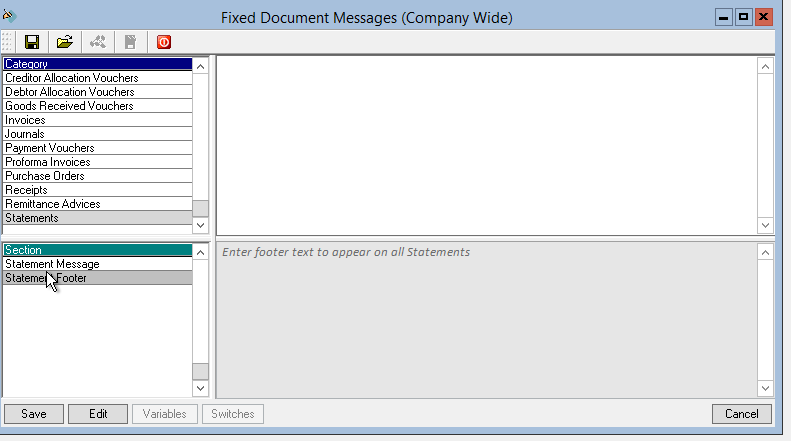 Fixed Document Messages (Company Wide)
Category
Creditor Allocation Vouchers
Debtor Allocation Vouchers
Goods Received Vouchers
Invoices
Journals
Payment Vouchers
Proforma Invoices
Purchase Orders
Receipts
Remittance Advices
Statements
Section
Enter footer text to appear on all Statements
Statement Message
Statement Footer
Save
Edit
Variables
Switches
Cancel